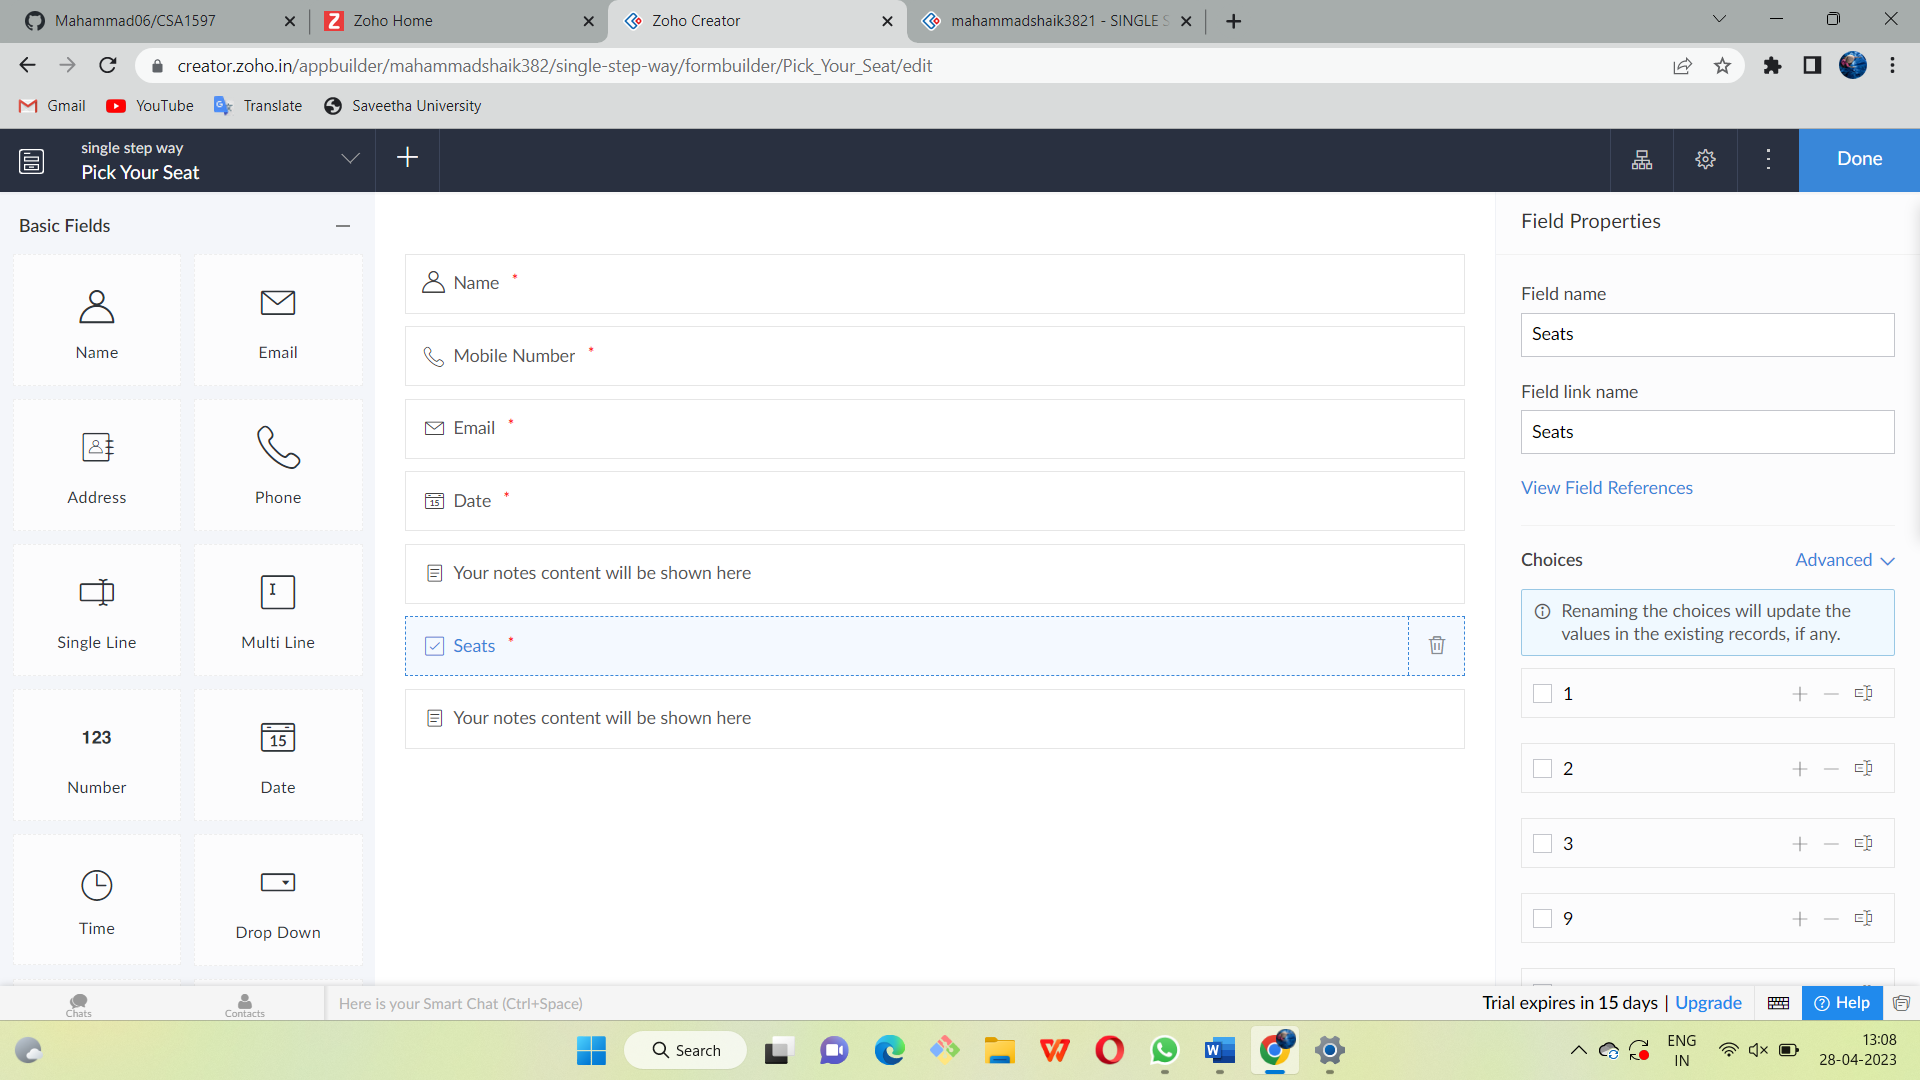 Mahammad06/CSA1597
Zoho Home
Zoho Creator
mahammadshaik3821 - SINGLE S
creator.zoho.in/appbuilder/mahammadshaik382/single-step-way/formbuilder/Pick_Your_Seat/edit
Gmail
YouTube
Translate
Saveetha University
single step way
Pick Your Seat
Done
Basic Fields
Name
Email
Address
Phone
Single Line
Multi Line
123
Number
15
Date
Time
Drop Down
Name *
Mobile Number *
Email *
15 Date *
Your notes content will be shown here
Seats *
Your notes content will be shown here
Field Properties
Field name
Seats
Field link name
Seats
View Field References
Choices
Advanced
Renaming the choices will update the
values in the existing records, if any.
1
2
3
9
Chats
Contacts
Here is your Smart Chat (Ctrl+Space)
Trial expires in 15 days | Upgrade
Help
Search
ENG
IN
13:08
28-04-2023